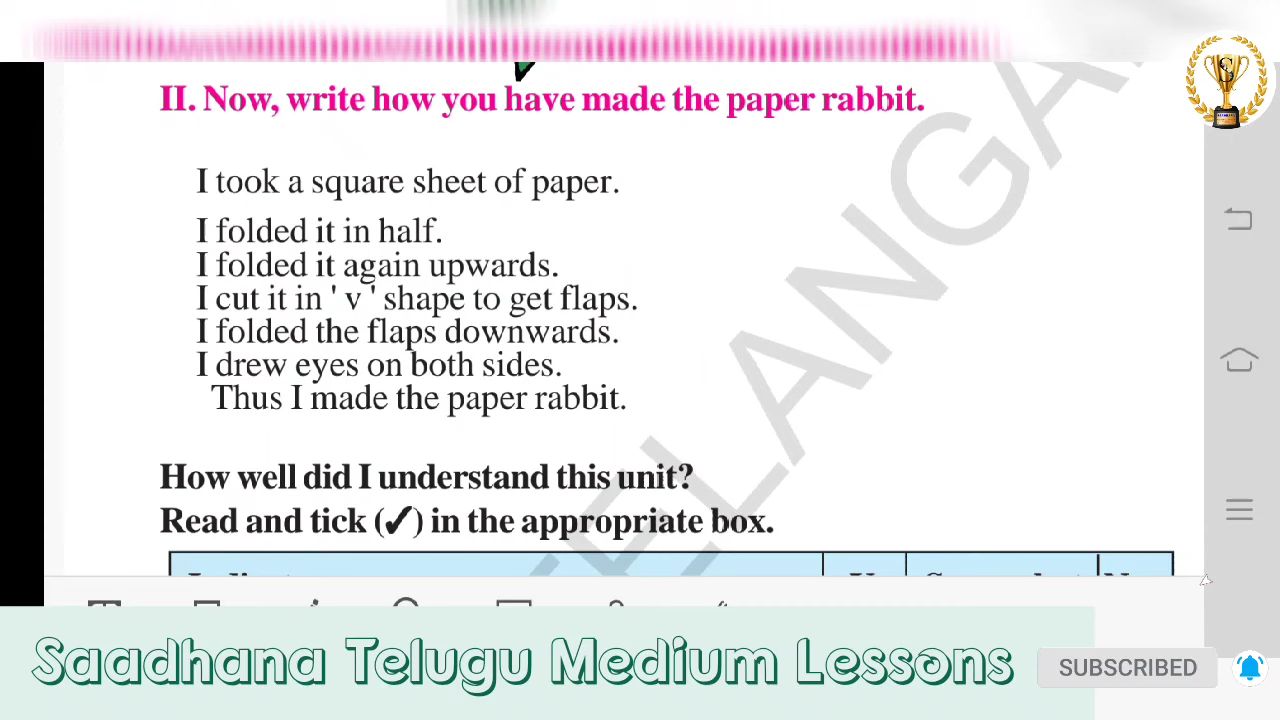 II. Now, write how you have made the paper rabbit.
I took a square sheet of paper.
I folded it in half.
I folded it again upwards.
I cut it in ' v ' shape to get flaps.
I folded the flaps downwards.
I drew eyes on both sides.
Thus I made the paper rabbit.
How well did I understand this unit?
Read and tick (✓) in the appropriate box.
Saadhana Telugu Medium Lessons
SUBSCRIBED